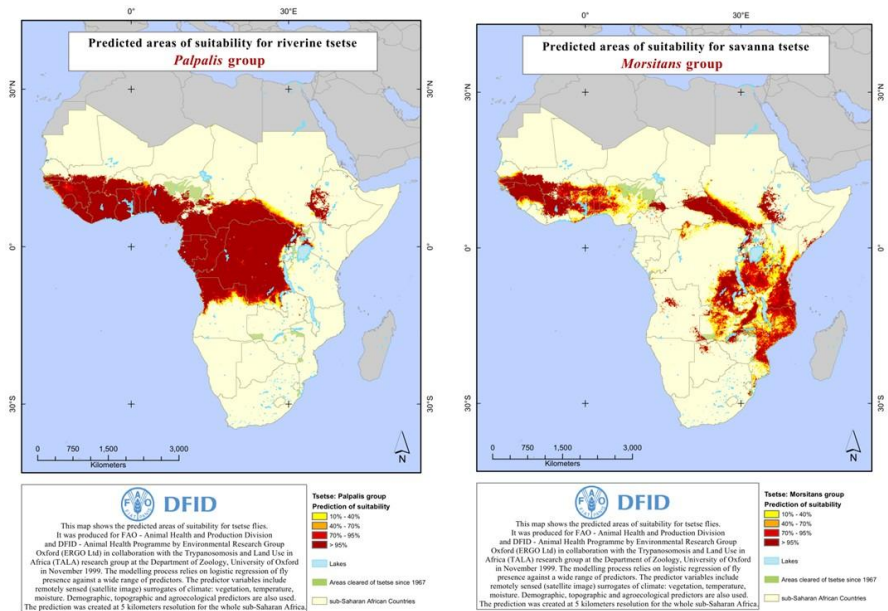 0°
30°E
Predicted areas of suitability for riverine tsetse
Palpalis group
30°N
30°N
0°
0°
30°S
30°S
0 750 1,500 3,000
Kilometers
N
FAO
DFID
This map shows the predicted areas of suitability for tsetse flies.
It was produced for FAO - Animal Health and Production Division
and DFID - Animal Health Programme by Environmental Research Group
Oxford (ERGO Ltd) in collaboration with the Trypanosomosis and Land Use in
Africa (TALA) research group at the Department of Zoology, University of Oxford
in November 1999. The modelling process relies on logistic regression of fly
presence against a wide range of predictors. The predictor variables include
remotely sensed (satellite image) surrogates of climate: vegetation, temperature,
moisture. Demographic, topographic and agroecological predictors are also used.
The prediction was created at 5 kilometers resolution for the whole sub-Saharan Africa.
Tsetse: Palpalis group
Prediction of suitability
10% - 40%
40% - 70%
70% - 95%
> 95%
Lakes
Areas cleared of tsetse since 1967
sub-Saharan African Countries
0°
30°E
Predicted areas of suitability for savanna tsetse
Morsitans group
30°N
30°N
0°
0°
30°S
30°S
0 750 1,500 3,000
Kilometers
N
FAO
DFID
This map shows the predicted areas of suitability for tsetse flies.
It was produced for FAO - Animal Health and Production Division
and DFID - Animal Health Programme by Environmental Research Group
Oxford (ERGO Ltd) in collaboration with the Trypanosomosis and Land Use in
Africa (TALA) research group at the Department of Zoology, University of Oxford
in November 1999. The modelling process relies on logistic regression of fly
presence against a wide range of predictors. The predictor variables include
remotely sensed (satellite image) surrogates of climate: vegetation, temperature,
moisture. Demographic, topographic and agroecological predictors are also used.
The prediction was created at 5 kilometers resolution for the whole sub-Saharan Africa.
Tsetse: Morsitans group
Prediction of suitability
10% - 40%
40% - 70%
70% - 95%
> 95%
Lakes
Areas cleared of tsetse since 1967
sub-Saharan African Countries